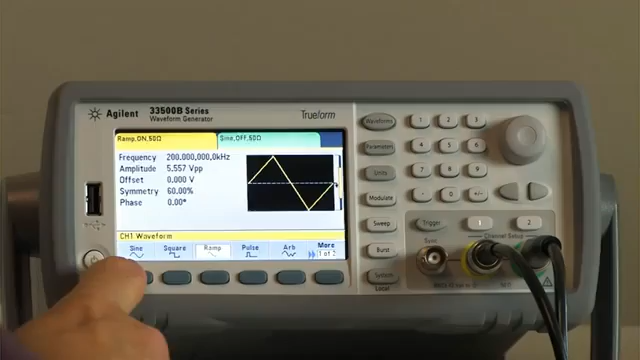 Agilent
33500B Series
Waveform Generator
Trueform
Ramp,ON,50Ω
Sine,OFF,50Ω
Frequency 200.000,000,0kHz
Amplitude 5.557 Vpp
Offset 0.000 V
Symmetry 60.00%
Phase 0.00°
CH1 Waveform
Sine
Square
Ramp
Pulse
Arb
More
1 of 2
Waveforms
1 2 3
Parameters
4 5 6
Units
7 8 9
Modulate
. 0 +/-
Sweep
Trigger
1
2
Channel Setup
Burst
Sync
System
Local